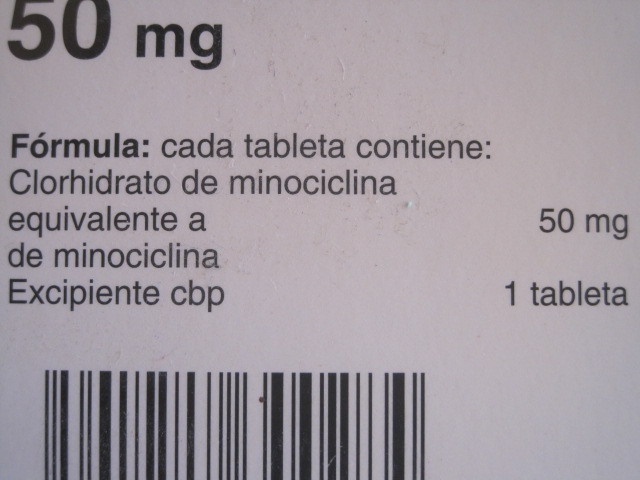 50 mg
Fórmula: cada tableta contiene:
Clorhidrato de minociclina
equivalente a 50 mg
de minociclina
Excipiente cbp 1 tableta